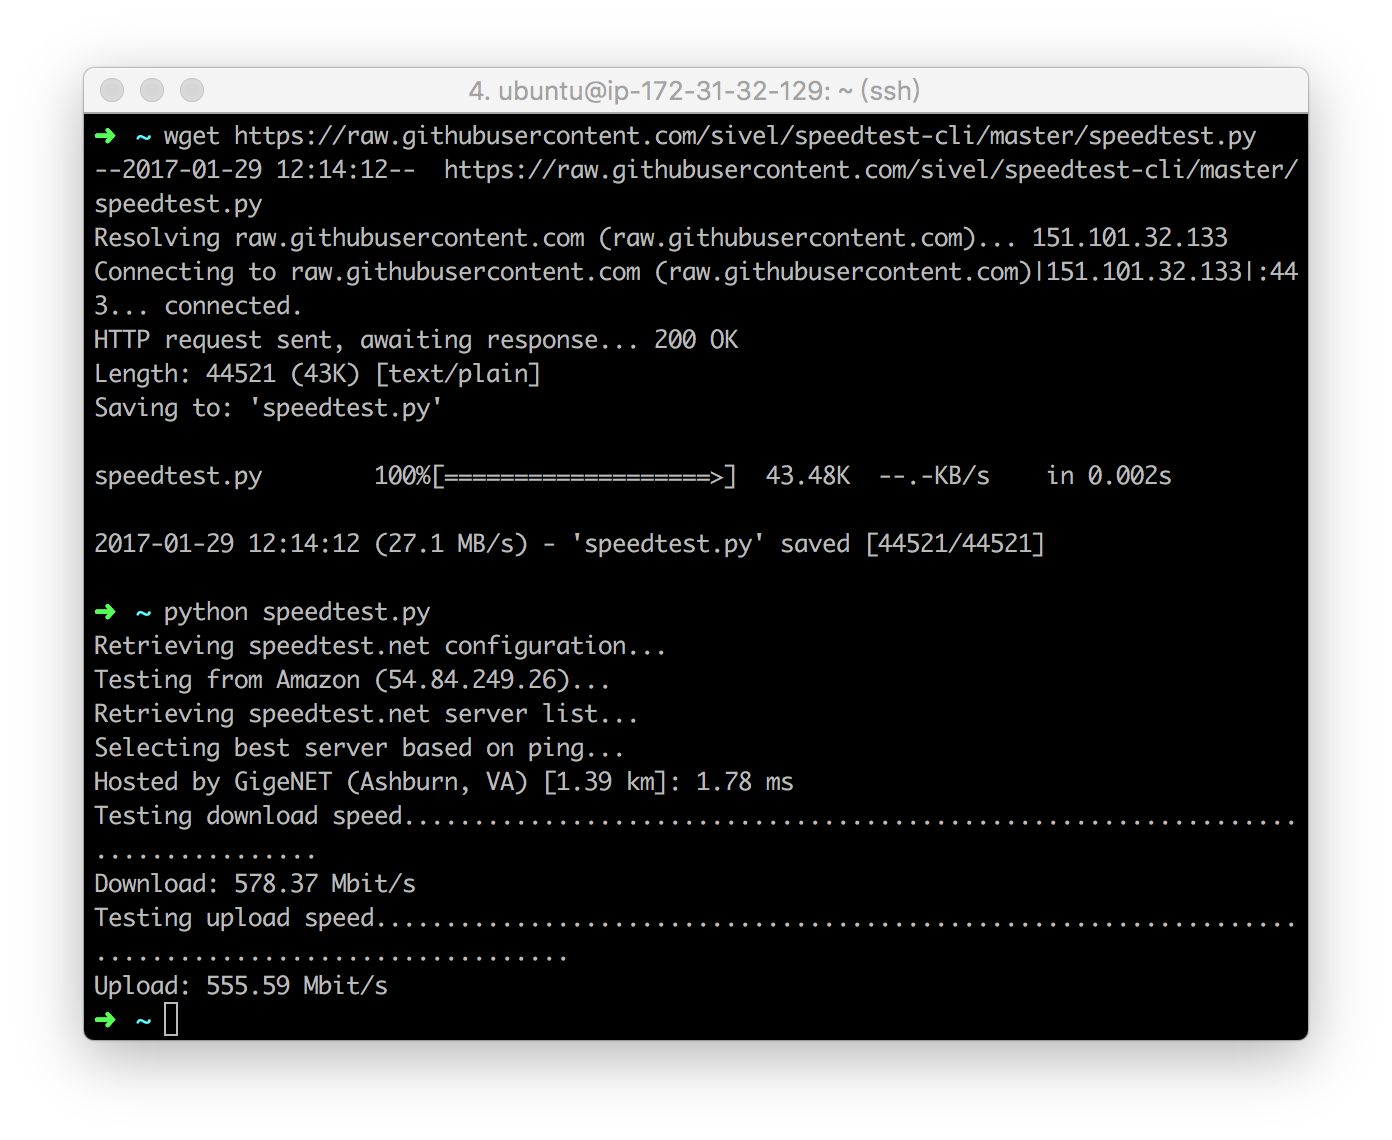 4. ubuntu@ip-172-31-32-129: ~ (ssh)
➜ ~ wget https://raw.githubusercontent.com/sivel/speedtest-cli/master/speedtest.py
--2017-01-29 12:14:12--  https://raw.githubusercontent.com/sivel/speedtest-cli/master/
speedtest.py
Resolving raw.githubusercontent.com (raw.githubusercontent.com)... 151.101.32.133
Connecting to raw.githubusercontent.com (raw.githubusercontent.com)|151.101.32.133|:44
3... connected.
HTTP request sent, awaiting response... 200 OK
Length: 44521 (43K) [text/plain]
Saving to: 'speedtest.py'
speedtest.py        100%[===================>]  43.48K  --.-KB/s    in 0.002s
2017-01-29 12:14:12 (27.1 MB/s) - 'speedtest.py' saved [44521/44521]
➜ ~ python speedtest.py
Retrieving speedtest.net configuration...
Testing from Amazon (54.84.249.26)...
Retrieving speedtest.net server list...
Selecting best server based on ping...
Hosted by GigeNET (Ashburn, VA) [1.39 km]: 1.78 ms
Testing download speed................................................................
................
Download: 578.37 Mbit/s
Testing upload speed..................................................................
..................................
Upload: 555.59 Mbit/s
➜ ~